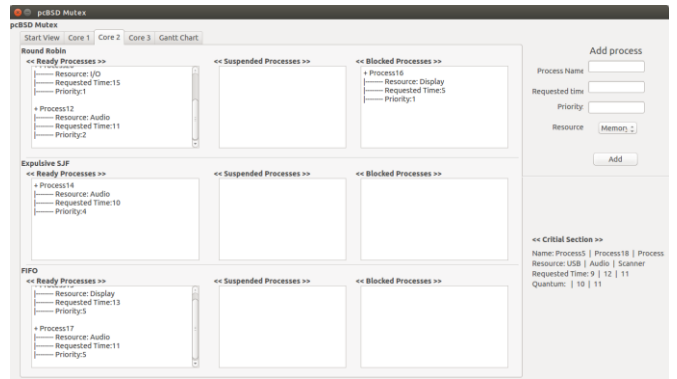 pcBSD Mutex
pcBSD Mutex
Start View Core 1 Core 2 Core 3 Gantt Chart
Round Robin
<< Ready Processes >>
|------ Resource: I/O
|------ Requested Time:15
|------ Priority:1
+ Process12
|------ Resource: Audio
|------ Requested Time:11
|------ Priority:2
<< Suspended Processes >>
<< Blocked Processes >>
+ Process16
|------ Resource: Display
|------ Requested Time:5
|------ Priority:1
Expulsive SJF
<< Ready Processes >>
+ Process14
|------ Resource: Audio
|------ Requested Time:10
|------ Priority:4
<< Suspended Processes >>
<< Blocked Processes >>
FIFO
<< Ready Processes >>
|------ Resource: Display
|------ Requested Time:13
|------ Priority:5
+ Process17
|------ Resource: Audio
|------ Requested Time:11
|------ Priority:5
<< Suspended Processes >>
<< Blocked Processes >>
Add process
Process Name
Requested time
Priority
Resource
Memory
Add
<< Critial Section >>
Name: Process5 | Process18 | Process
Resource: USB | Audio | Scanner
Requested Time: 9 | 12 | 11
Quantum: | 10 | 11